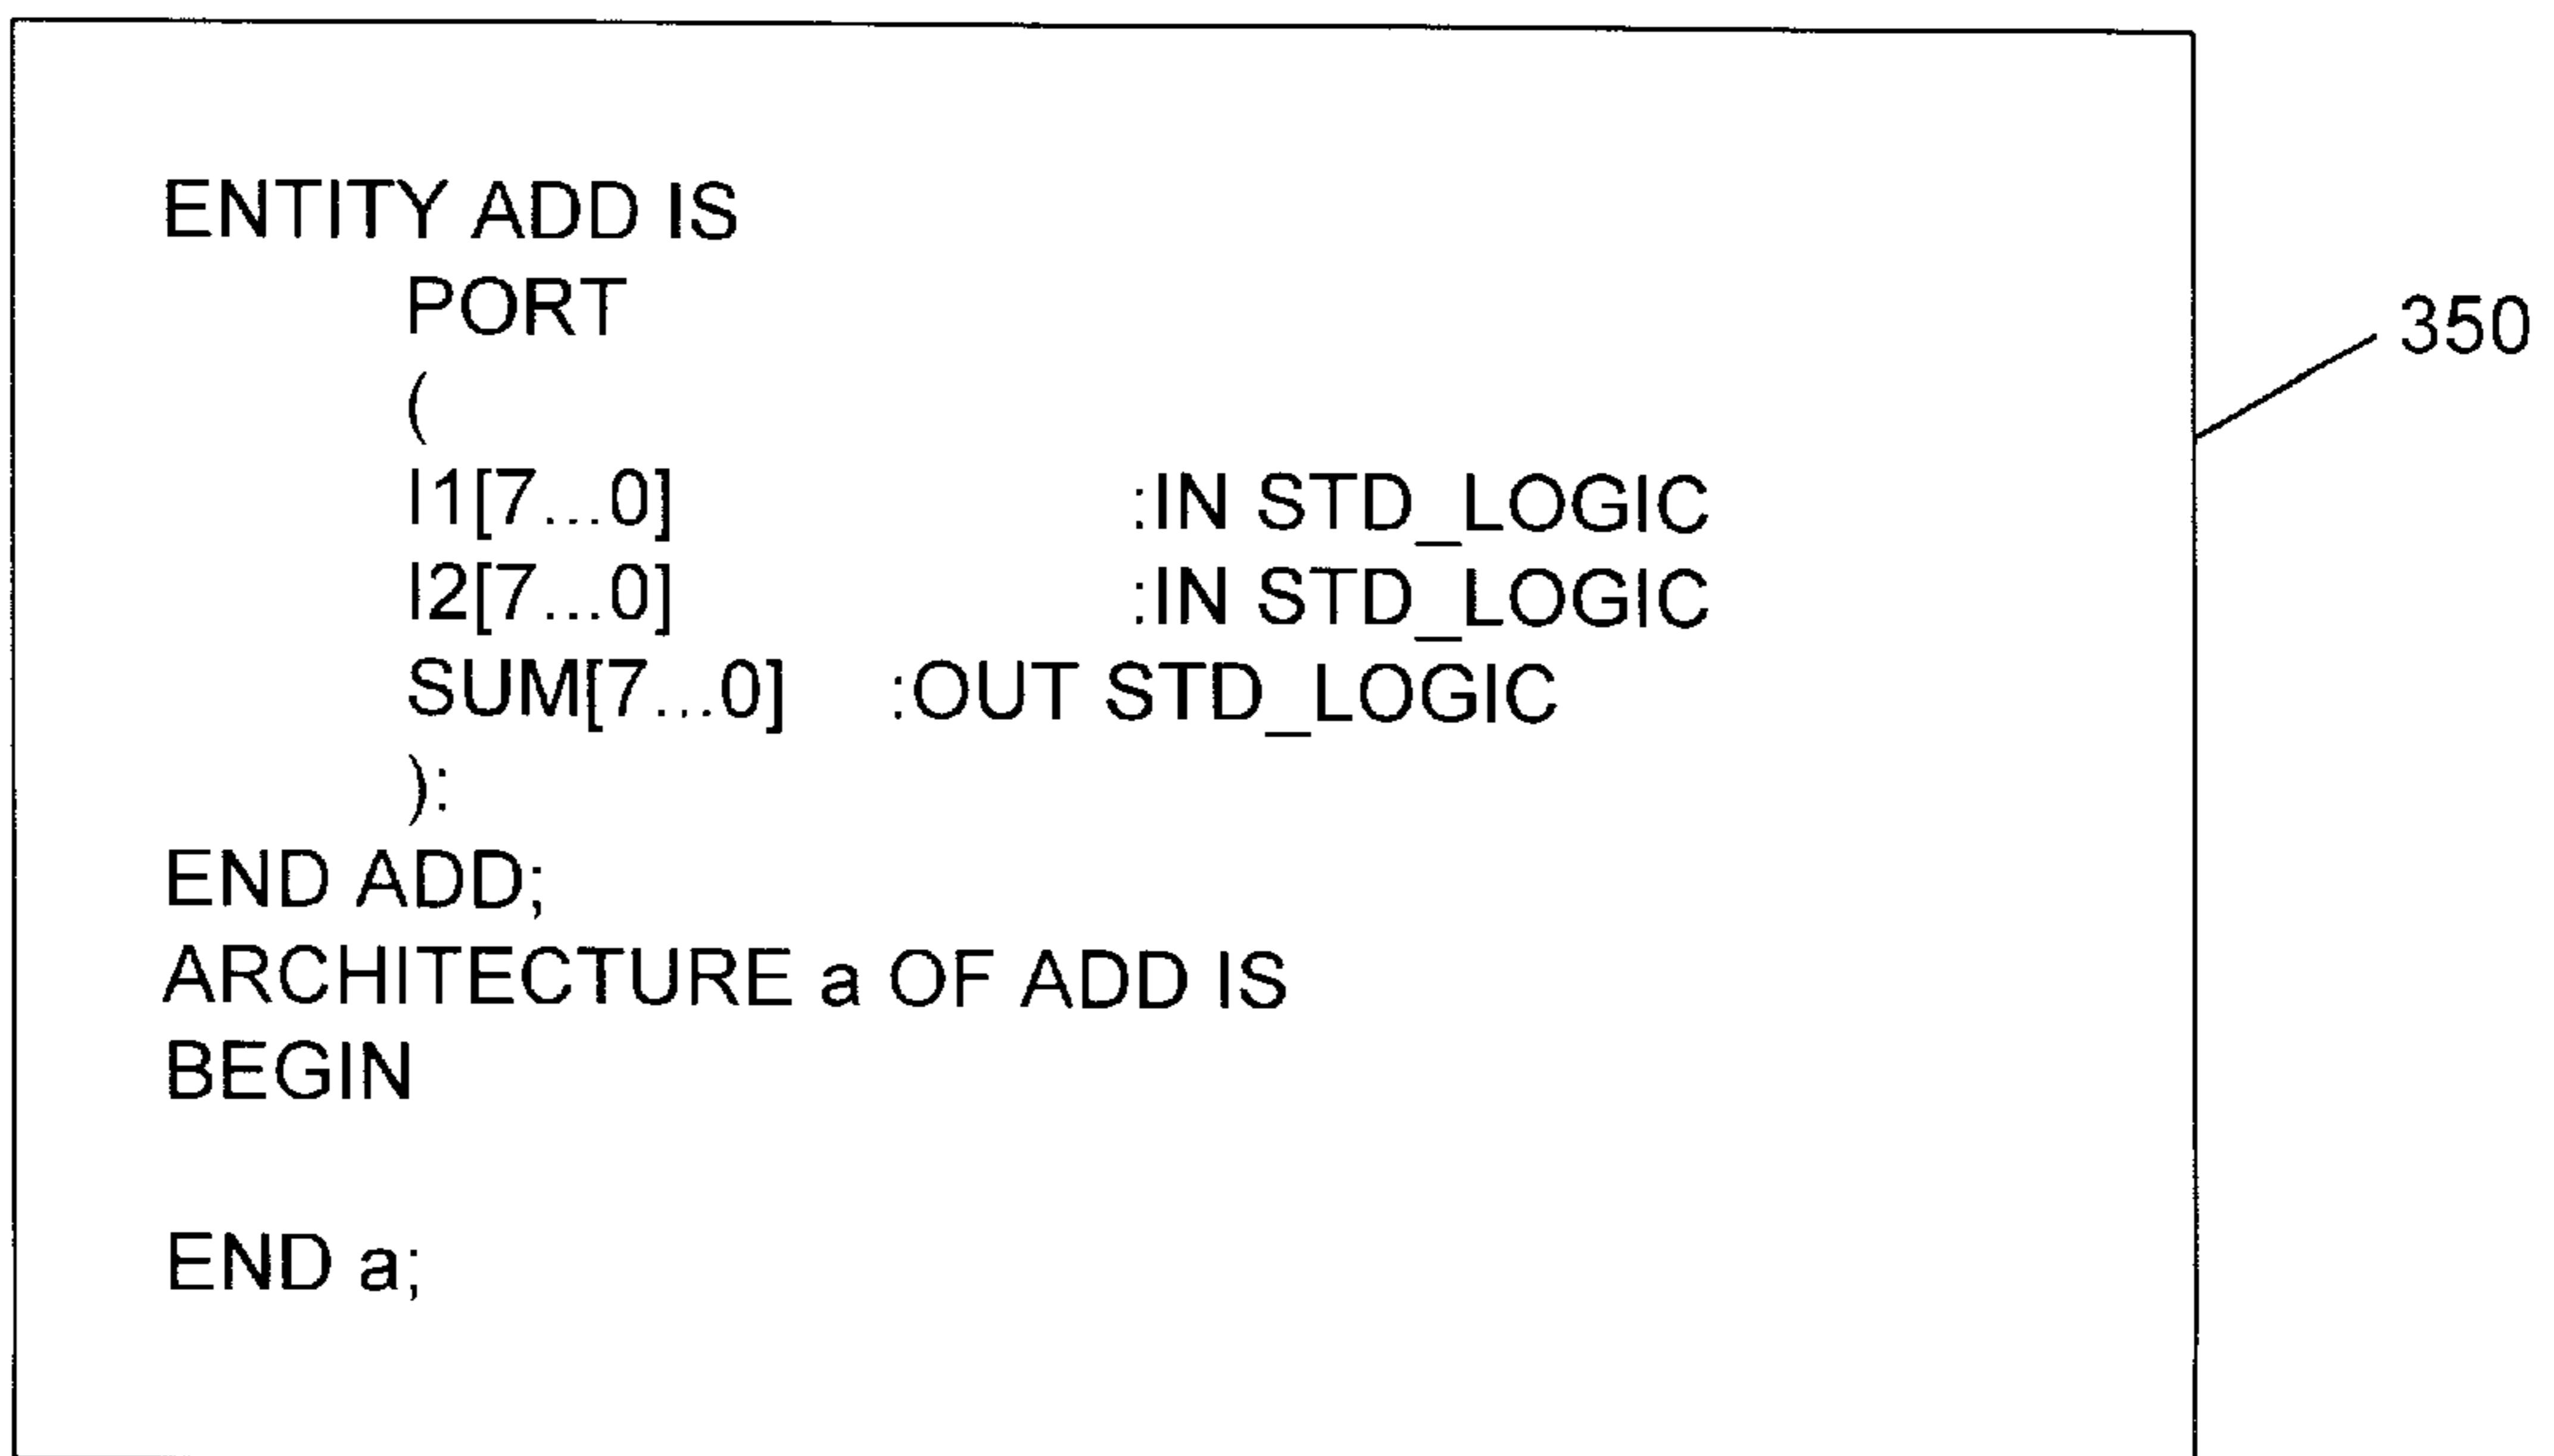 ENTITY ADD IS
PORT
(
I1[7...0] :IN STD_LOGIC
I2[7...0] :IN STD_LOGIC
SUM[7...0] :OUT STD_LOGIC
):
END ADD;
ARCHITECTURE a OF ADD IS
BEGIN
END a;
350